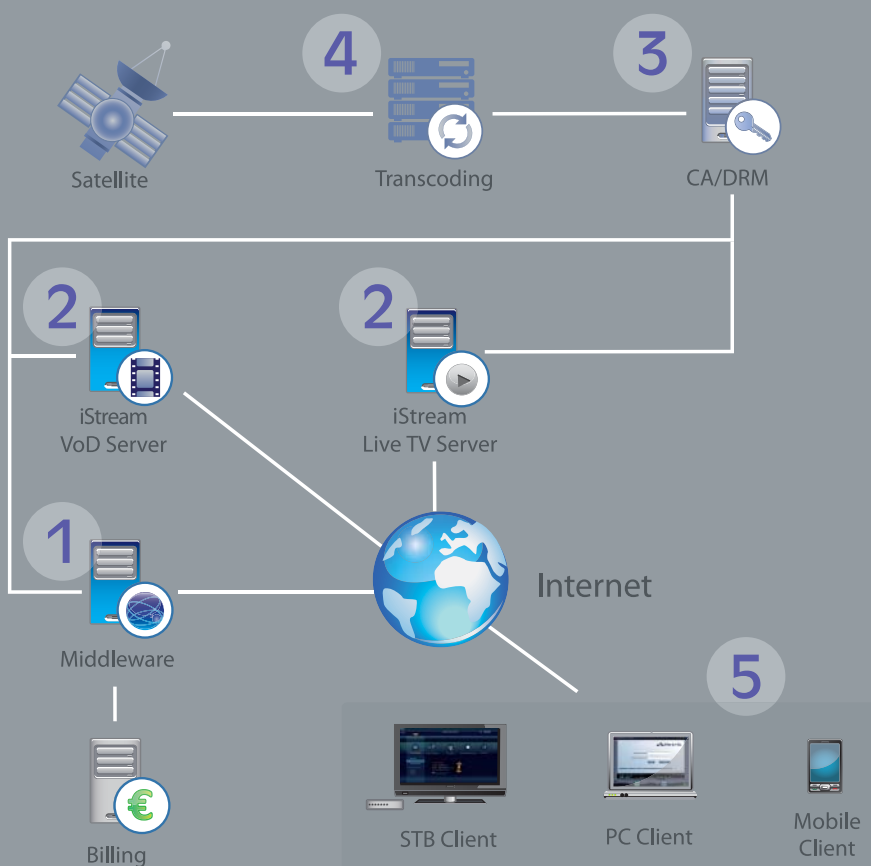 4
3
Satellite
Transcoding
CA/DRM
2
2
iStream
VoD Server
iStream
Live TV Server
1
Internet
Middleware
5
€
STB Client
PC Client
Mobile
Client
Billing